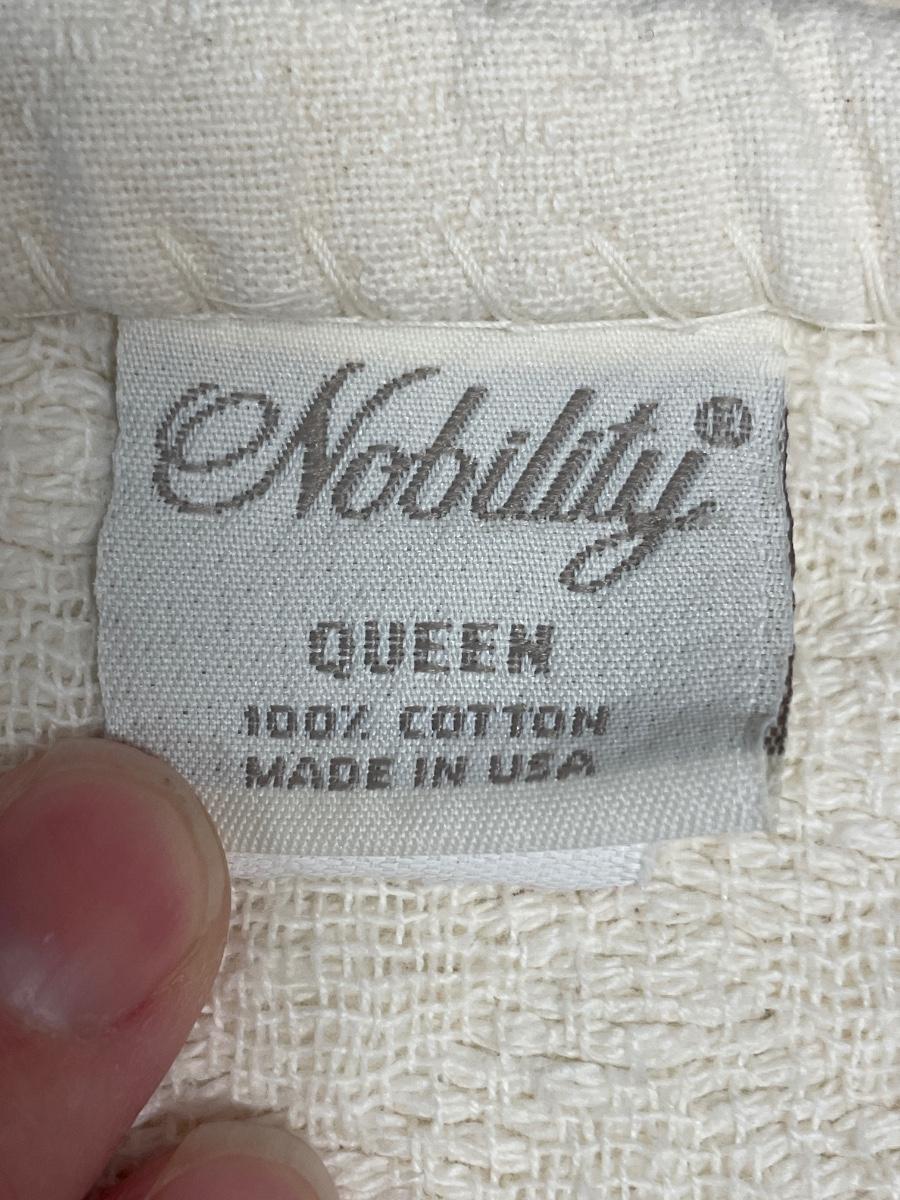 Nobility®
QUEEN
100% COTTON
MADE IN USA